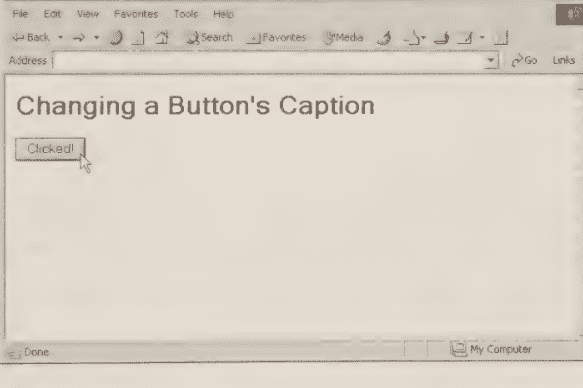 File Edit View Favorites Tools Help
Back Search Favorites Media
Address Go Links
Changing a Button's Caption
Clicked!
Done My Computer